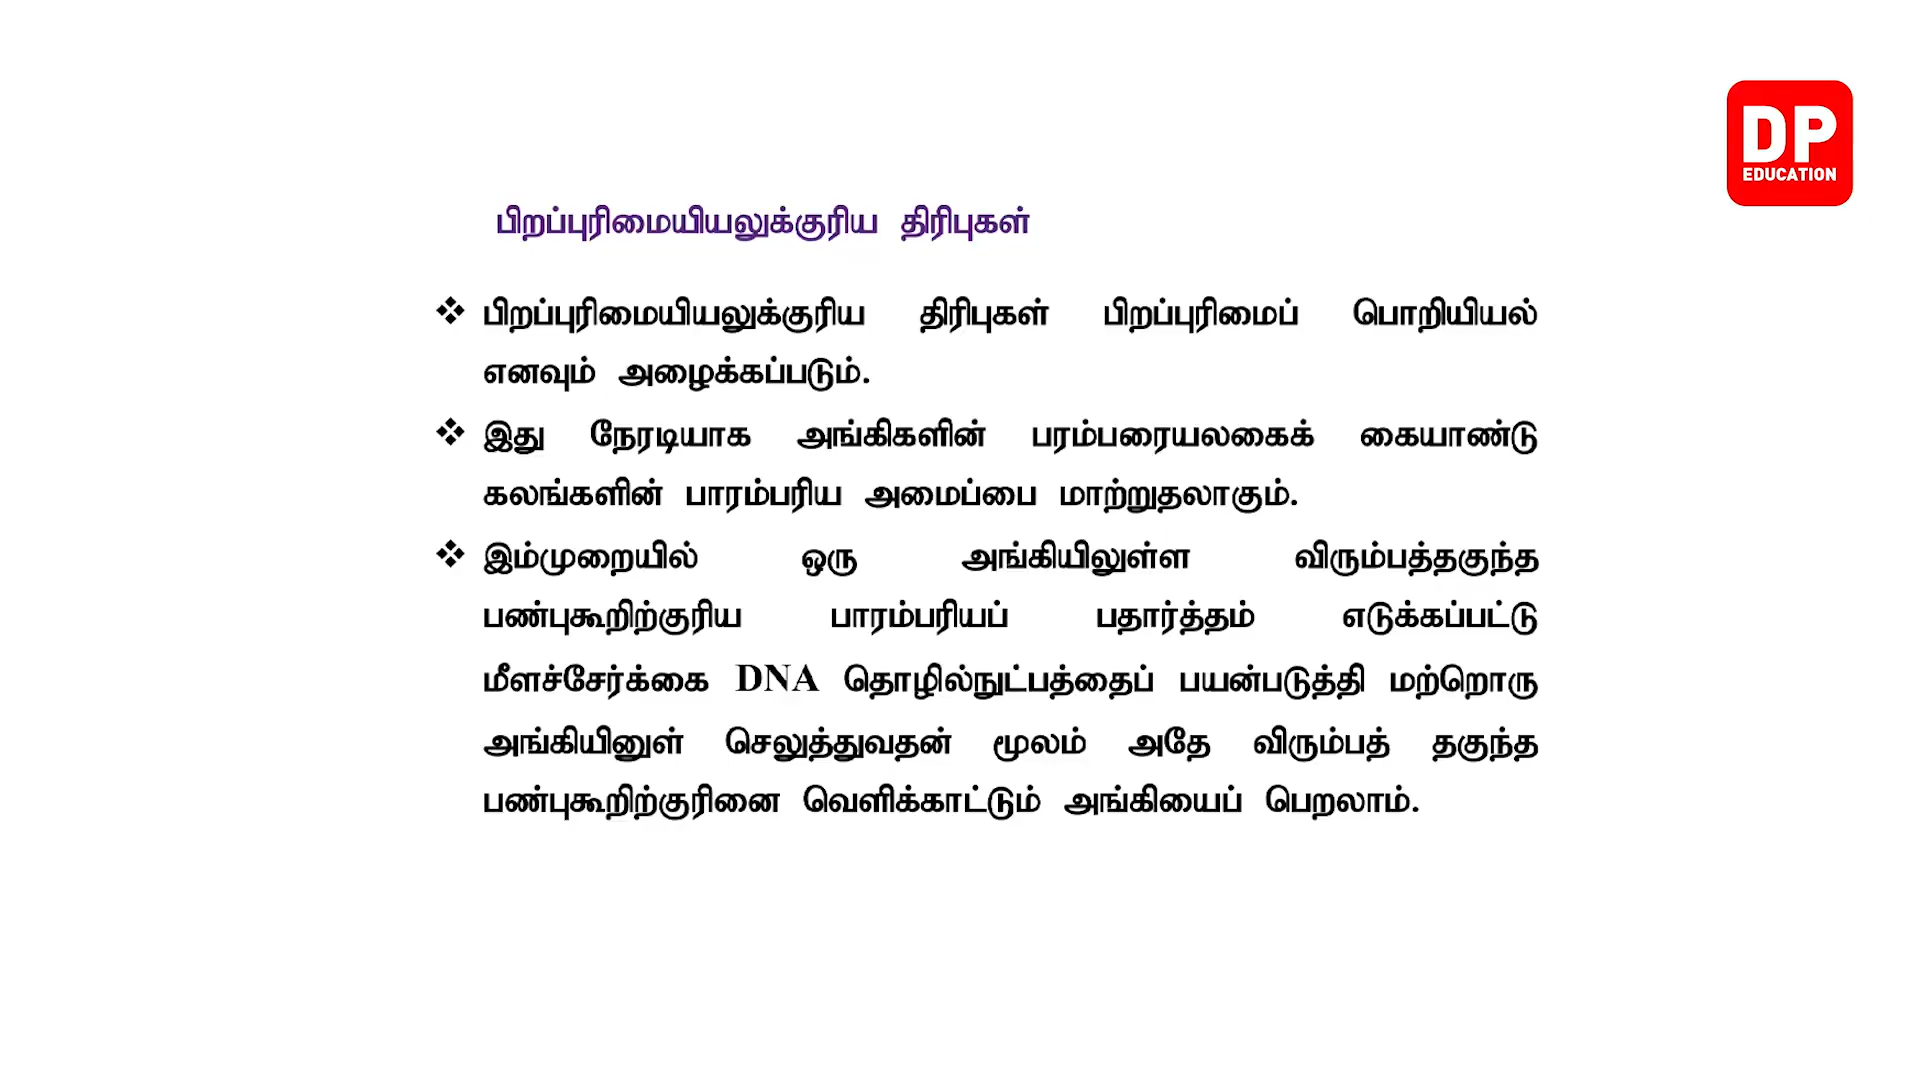 DP
EDUCATION
பிறப்புரிமையியலுக்குரிய திரிபுகள்
❖ பிறப்புரிமையியலுக்குரிய திரிபுகள் பிறப்புரிமைப் பொறியியல்
எனவும் அழைக்கப்படும்.
❖ இது நேரடியாக அங்கிகளின் பரம்பரையலகைக் கையாண்டு
கலங்களின் பாரம்பரிய அமைப்பை மாற்றுதலாகும்.
❖ இம்முறையில் ஒரு அங்கியிலுள்ள விரும்பத்தகுந்த
பண்புகூறிற்குரிய பாரம்பரியப் பதார்த்தம் எடுக்கப்பட்டு
மீளச்சேர்க்கை DNA தொழில்நுட்பத்தைப் பயன்படுத்தி மற்றொரு
அங்கியினுள் செலுத்துவதன் மூலம் அதே விரும்பத் தகுந்த
பண்புகூறிற்குரினை வெளிக்காட்டும் அங்கியைப் பெறலாம்.